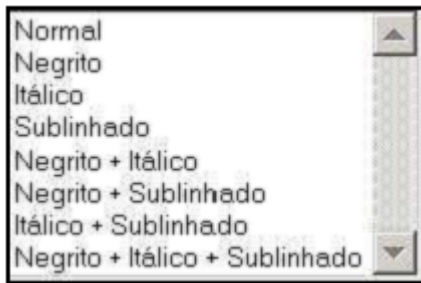 Normal
Negrito
Itálico
Sublinhado
Negrito + Itálico
Negrito + Sublinhado
Itálico + Sublinhado
Negrito + Itálico + Sublinhado